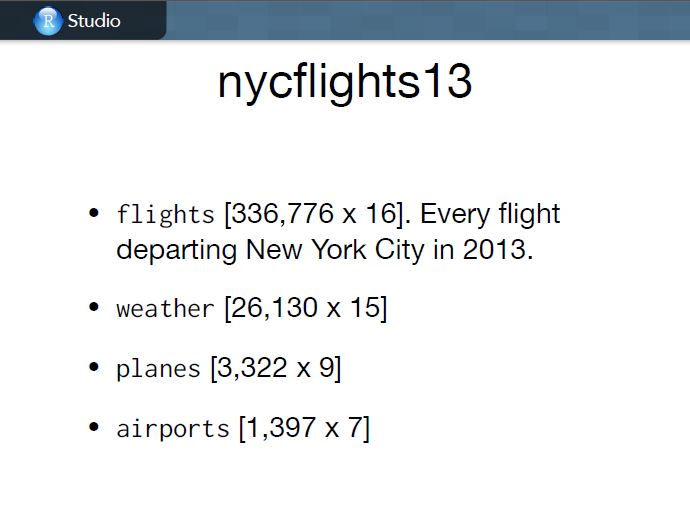 R Studio
nycflights13
• flights [336,776 x 16]. Every flight
departing New York City in 2013.
• weather [26,130 x 15]
• planes [3,322 x 9]
• airports [1,397 x 7]